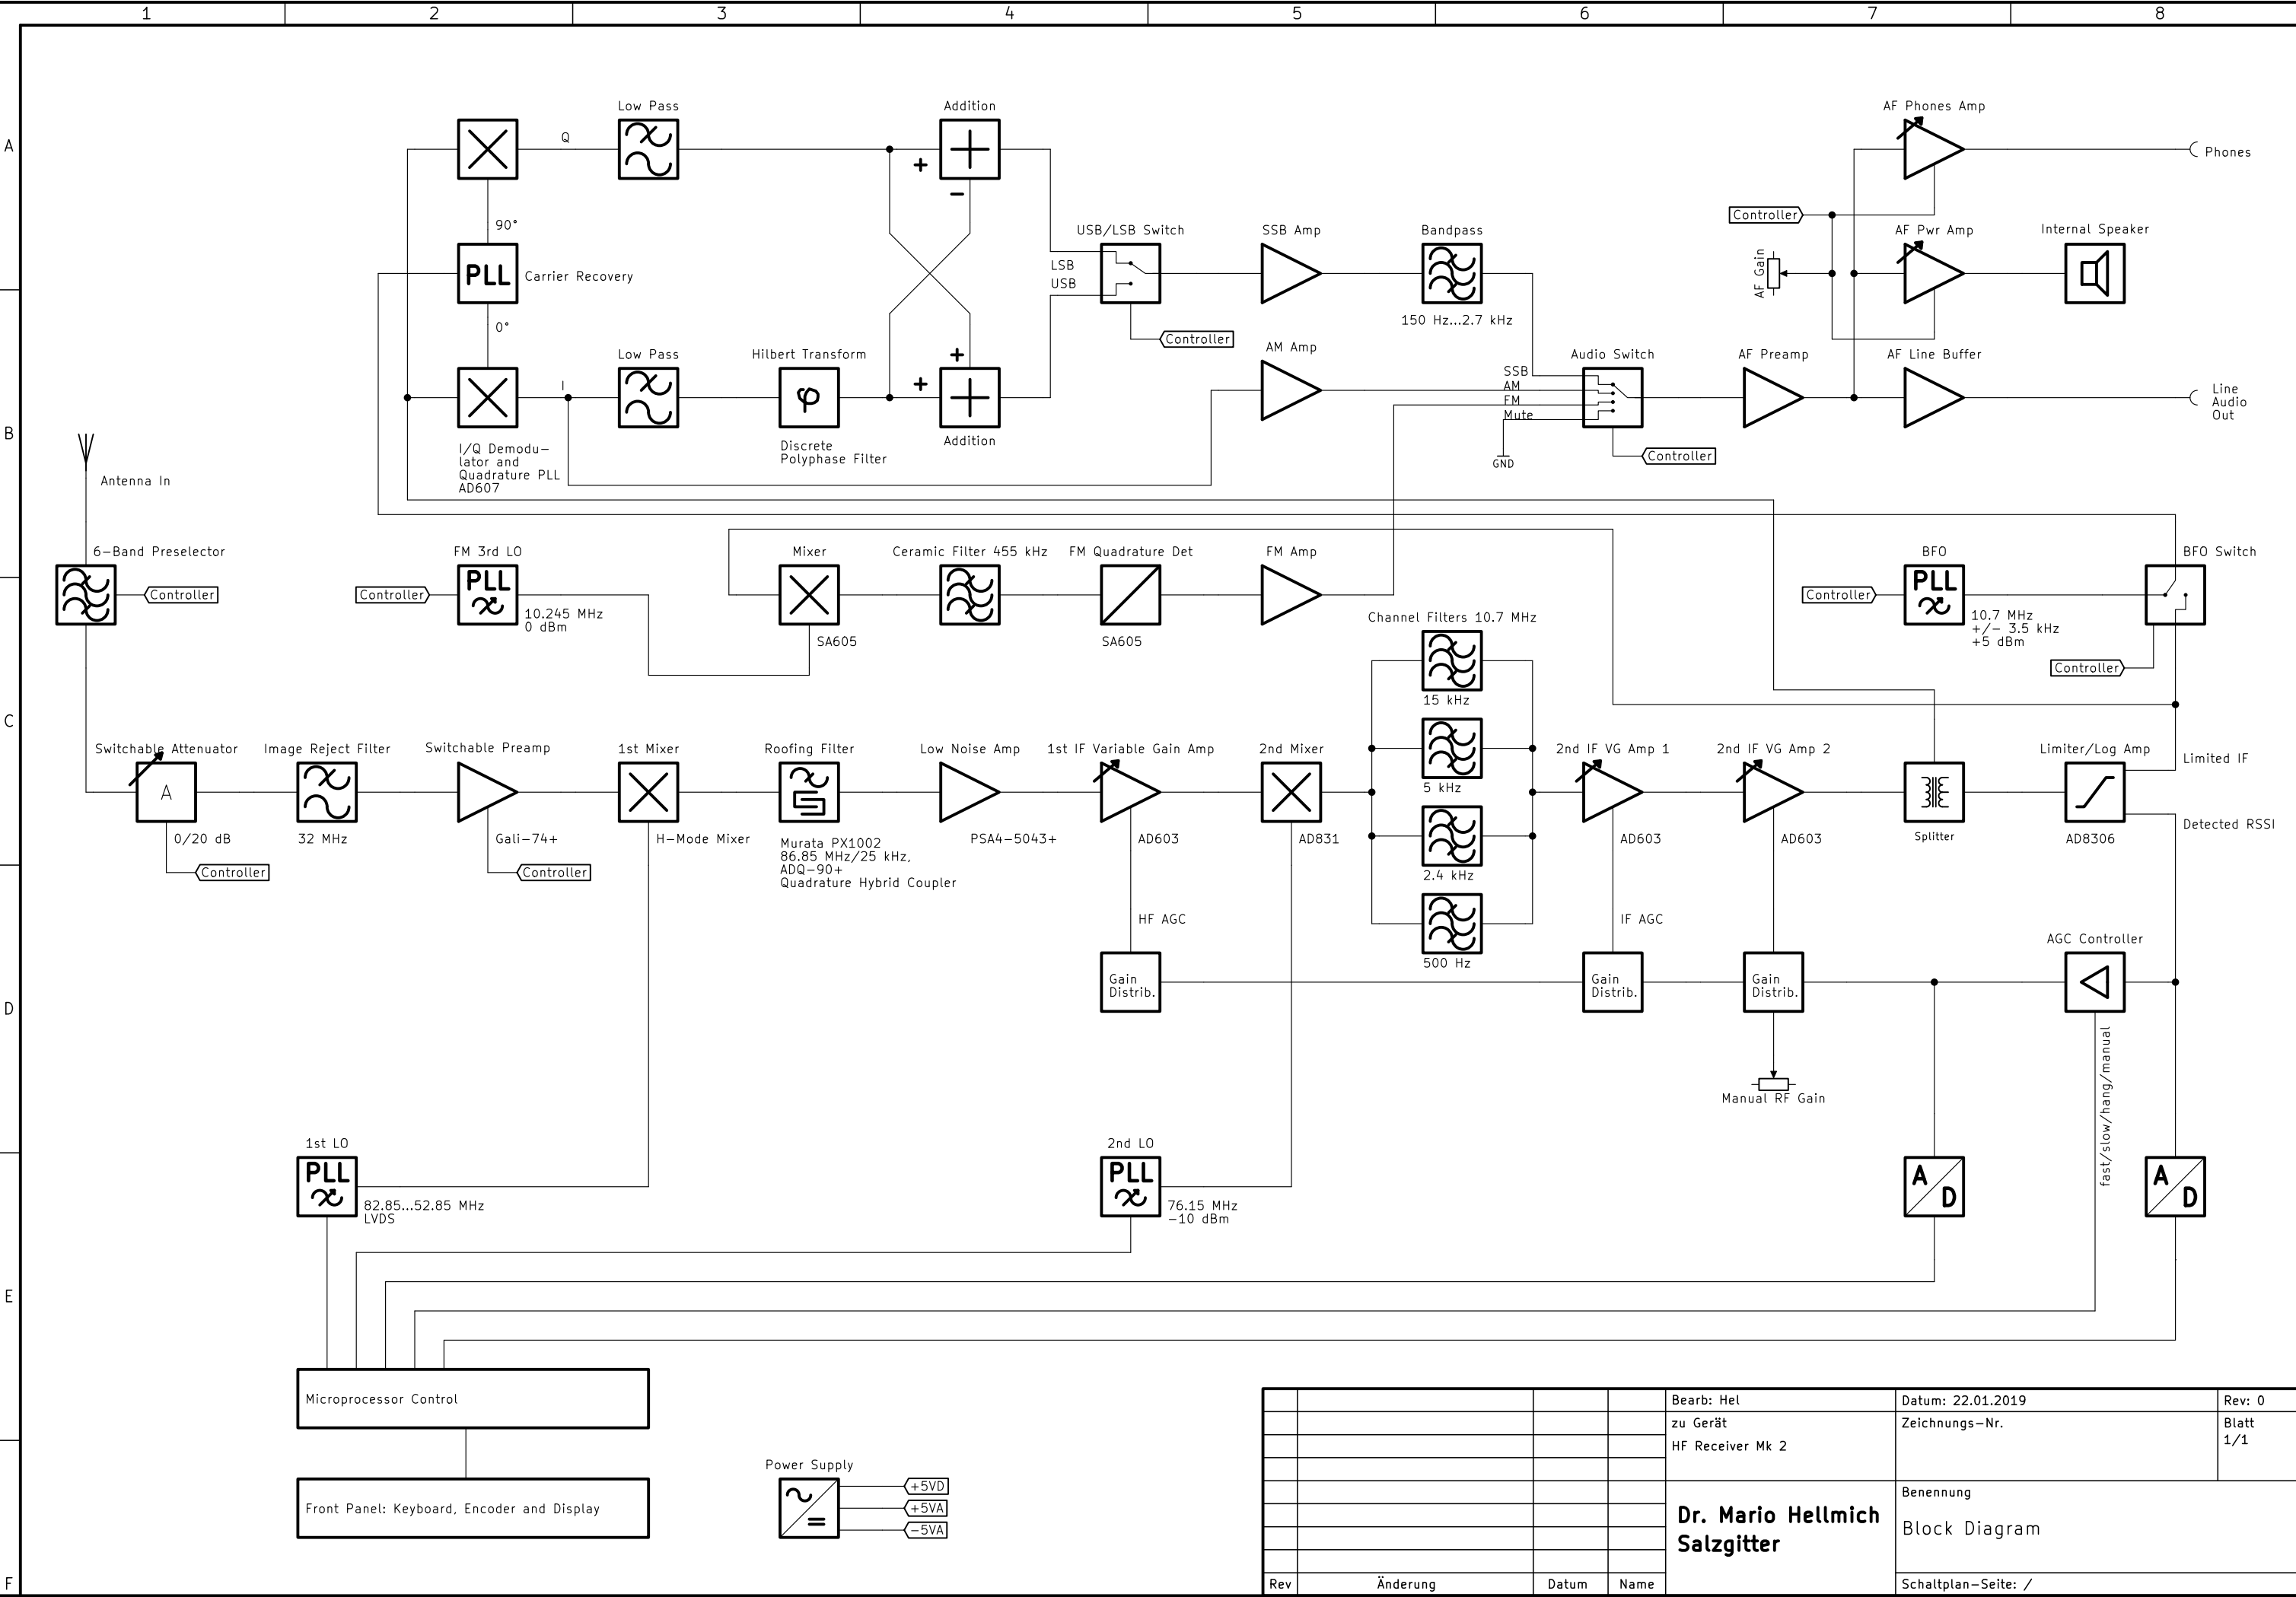 1 2 3 4 5 6 7 8
A
B
C
D
E
F
Low Pass
Addition
AF Phones Amp
Q
+
−
Phones
90°
Controller
PLL
Carrier Recovery
USB/LSB Switch
LSB
USB
SSB Amp
Bandpass
150 Hz...2.7 kHz
AF Gain
AF Pwr Amp
Internal Speaker
0°
Controller
Low Pass
Hilbert Transform
φ
I
+
+
Addition
AM Amp
Audio Switch
SSB
AM
FM
Mute
GND
Controller
AF Preamp
AF Line Buffer
Line
Audio
Out
I/Q Demodu-
lator and
Quadrature PLL
AD607
Discrete
Polyphase Filter
Antenna In
6-Band Preselector
Controller
FM 3rd LO
Controller
PLL
10.245 MHz
0 dBm
Mixer
SA605
Ceramic Filter 455 kHz
FM Quadrature Det
SA605
FM Amp
BFO
Controller
PLL
10.7 MHz
+/- 3.5 kHz
+5 dBm
BFO Switch
Controller
Channel Filters 10.7 MHz
15 kHz
5 kHz
2.4 kHz
500 Hz
Switchable Attenuator
A
0/20 dB
Controller
Image Reject Filter
32 MHz
Switchable Preamp
Gali-74+
Controller
1st Mixer
H-Mode Mixer
Roofing Filter
Murata PX1002
86.85 MHz/25 kHz,
ADQ-90+
Quadrature Hybrid Coupler
Low Noise Amp
PSA4-5043+
1st IF Variable Gain Amp
AD603
2nd Mixer
AD831
2nd IF VG Amp 1
AD603
2nd IF VG Amp 2
AD603
Splitter
Limiter/Log Amp
AD8306
Limited IF
Detected RSSI
HF AGC
IF AGC
Gain
Distrib.
Gain
Distrib.
Gain
Distrib.
AGC Controller
Manual RF Gain
fast/slow/hang/manual
1st LO
PLL
82.85...52.85 MHz
LVDS
2nd LO
PLL
76.15 MHz
-10 dBm
A
D
A
D
Microprocessor Control
Front Panel: Keyboard, Encoder and Display
Power Supply
+5VD
+5VA
-5VA
Bearb: Hel
Datum: 22.01.2019
Rev: 0
zu Gerät
HF Receiver Mk 2
Zeichnungs-Nr.
Blatt
1/1
Dr. Mario Hellmich
Salzgitter
Benennung
Block Diagram
Rev
Änderung
Datum
Name
Schaltplan-Seite: /